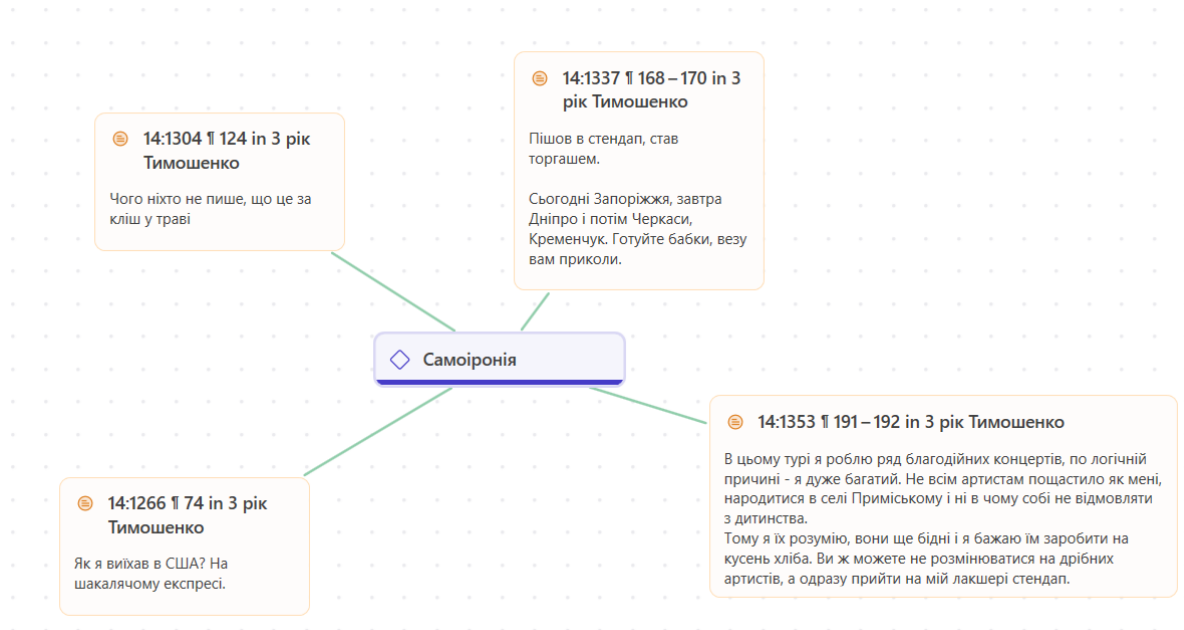 14:1337 ¶ 168 – 170 in 3
рік Тимошенко
Пішов в стендап, став
торгашем.
Сьогодні Запоріжжя, завтра
Дніпро і потім Черкаси,
Кременчук. Готуйте бабки, везу
вам приколи.
14:1304 ¶ 124 in 3 рік
Тимошенко
Чого ніхто не пише, що це за
кліш у траві
Самоіронія
14:1353 ¶ 191 – 192 in 3 рік Тимошенко
В цьому турі я роблю ряд благодійних концертів, по логічній
причині - я дуже багатий. Не всім артистам пощастило як мені,
народитися в селі Приміському і ні в чому собі не відмовляти
з дитинства.
Тому я їх розумію, вони ще бідні і я бажаю їм заробити на
кусень хліба. Ви ж можете не розмінюватися на дрібних
артистів, а одразу прийти на мій лакшері стендап.
14:1266 ¶ 74 in 3 рік
Тимошенко
Як я виїхав в США? На
шакалячому експресі.